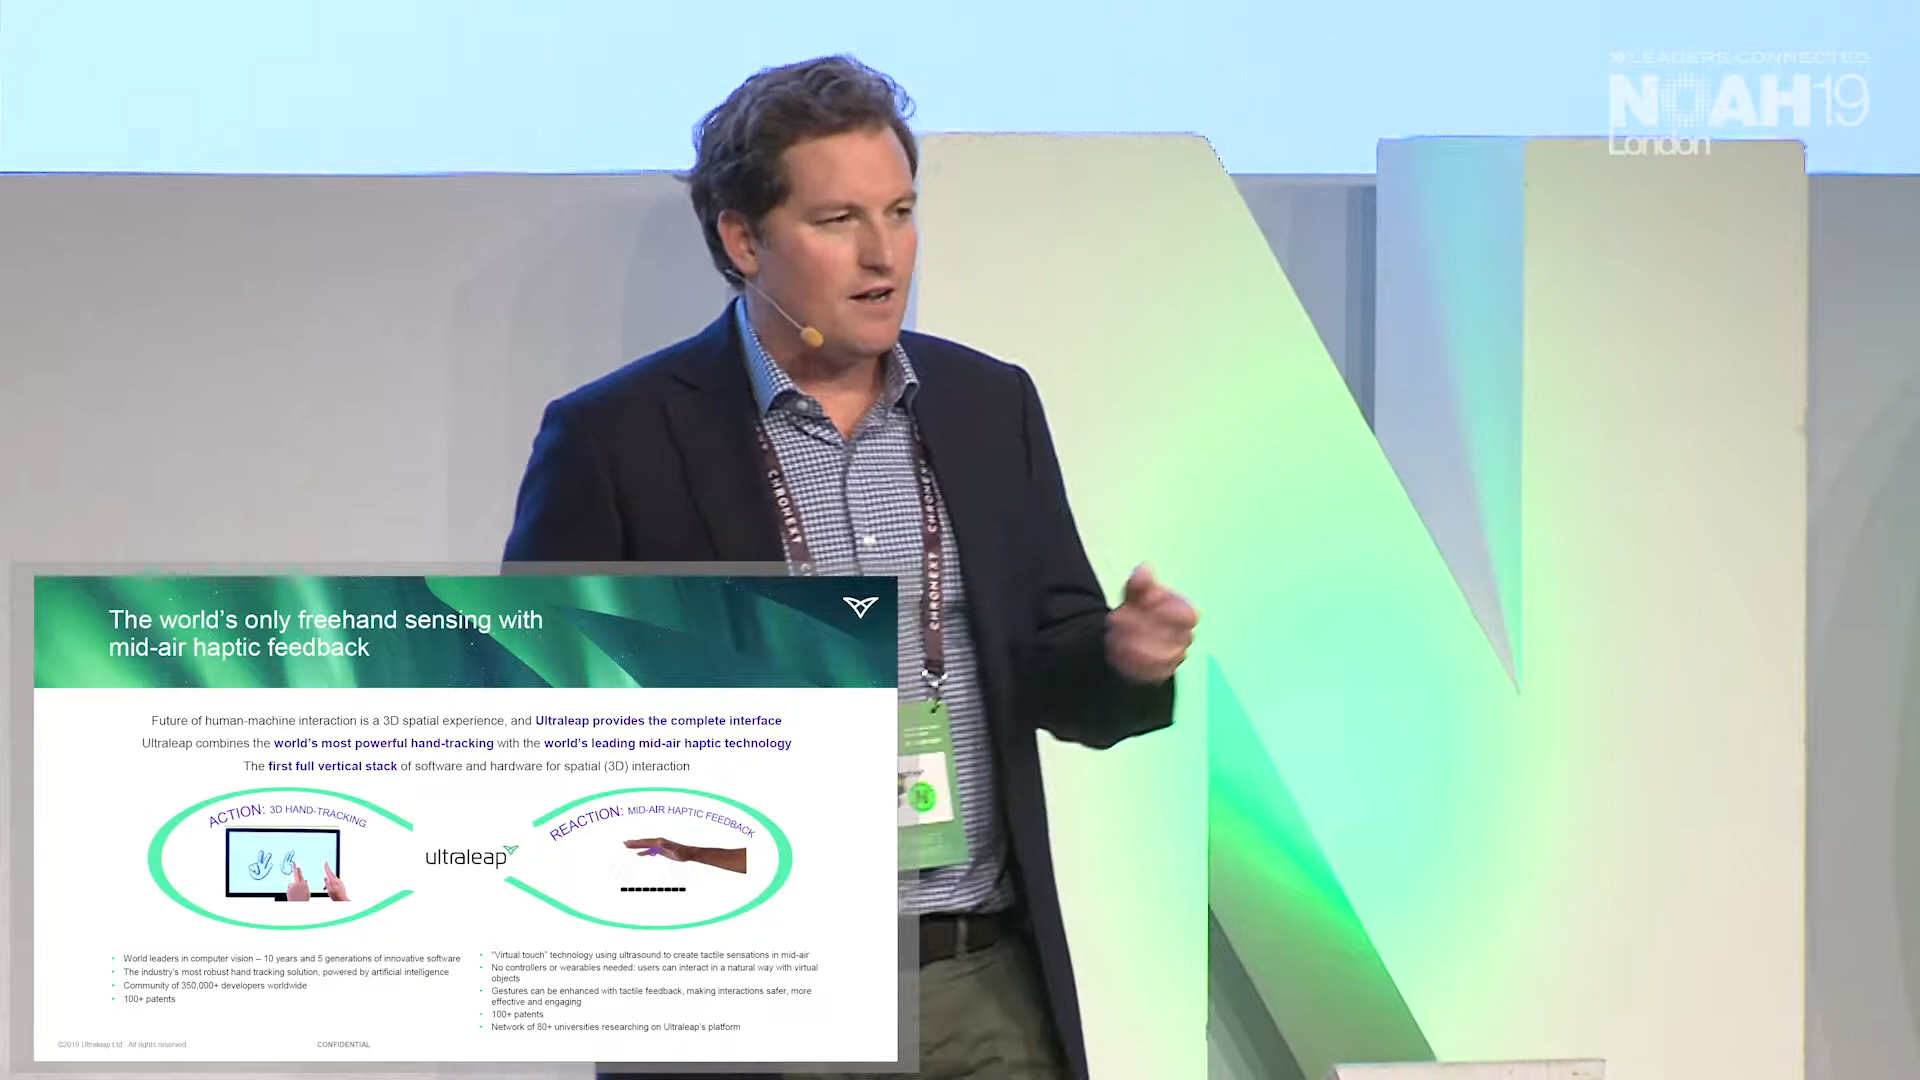 LEADERS CONNECTED
NOAH19
London
CHRONEXT
CHRONEXT
CHRONEXT
The world's only freehand sensing with
mid-air haptic feedback
Future of human-machine interaction is a 3D spatial experience, and Ultraleap provides the complete interface
Ultraleap combines the world's most powerful hand-tracking with the world's leading mid-air haptic technology
The first full vertical stack of software and hardware for spatial (3D) interaction
ACTION: 3D HAND-TRACKING
REACTION: MID-AIR HAPTIC FEEDBACK
ultraleap
• World leaders in computer vision – 10 years and 5 generations of innovative software
• The industry's most robust hand tracking solution, powered by artificial intelligence
• Community of 350,000+ developers worldwide
• 100+ patents
• "Virtual touch" technology using ultrasound to create tactile sensations in mid-air
• No controllers or wearables needed: users can interact in a natural way with virtual
objects
• Gestures can be enhanced with tactile feedback, making interactions safer, more
effective and engaging
• 100+ patents
• Network of 80+ universities researching on Ultraleap's platform
©2019 Ultraleap Ltd. All rights reserved
CONFIDENTIAL